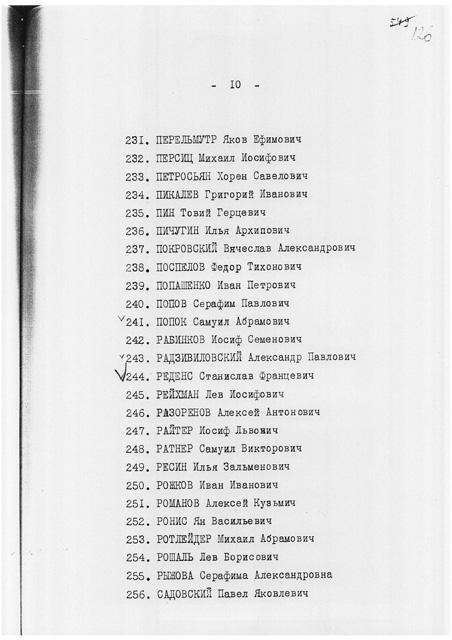 549
126
- 10 -
231. ПЕРЕЛЬМУТР Яков Ефимович
232. ПЕРСИЦ Михаил Иосифович
233. ПЕТРОСЬЯН Хорен Савелович
234. ПИКАЛЕВ Григорий Иванович
235. ПИН Товий Герцевич
236. ПИЧУГИН Илья Архипович
237. ПОКРОВСКИЙ Вячеслав Александрович
238. ПОСПЕЛОВ Федор Тихонович
239. ПОПАШЕНКО Иван Петрович
240. ПОПОВ Серафим Павлович
241. ПОПОК Самуил Абрамович
242. РАБИНКОВ Иосиф Семенович
243. РАДЗИВИЛОВСКИЙ Александр Павлович
244. РЕДЕНС Станислав Францевич
245. РЕЙХМАН Лев Иосифович
246. РАЗОРЕНОВ Алексей Антонович
247. РАЙТЕР Иосиф Львович
248. РАТНЕР Самуил Викторович
249. РЕСИН Илья Зальменович
250. РОЖКОВ Иван Иванович
251. РОМАНОВ Алексей Кузьмич
252. РОНИС Ян Васильевич
253. РОТЛЕЙДЕР Михаил Абрамович
254. РОШАЛЬ Лев Борисович
255. РЫЖОВА Серафима Александровна
256. САДОВСКИЙ Павел Яковлевич